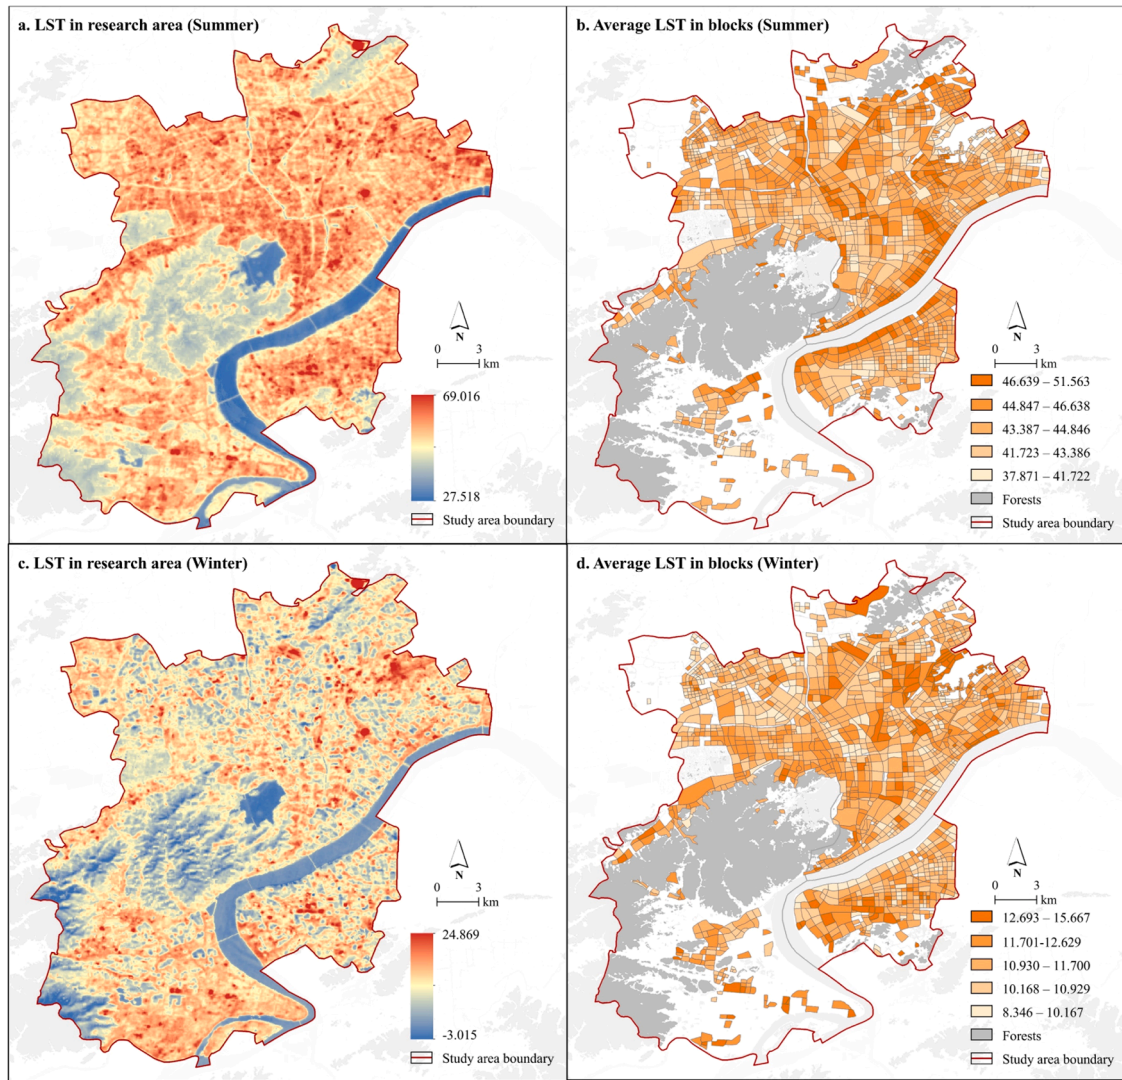 a. LST in research area (Summer)
N
0 3
km
69.016
27.518
Study area boundary
b. Average LST in blocks (Summer)
N
0 3
km
46.639 – 51.563
44.847 – 46.638
43.387 – 44.846
41.723 – 43.386
37.871 – 41.722
Forests
Study area boundary
c. LST in research area (Winter)
N
0 3
km
24.869
-3.015
Study area boundary
d. Average LST in blocks (Winter)
N
0 3
km
12.693 – 15.667
11.701-12.629
10.930 – 11.700
10.168 – 10.929
8.346 – 10.167
Forests
Study area boundary